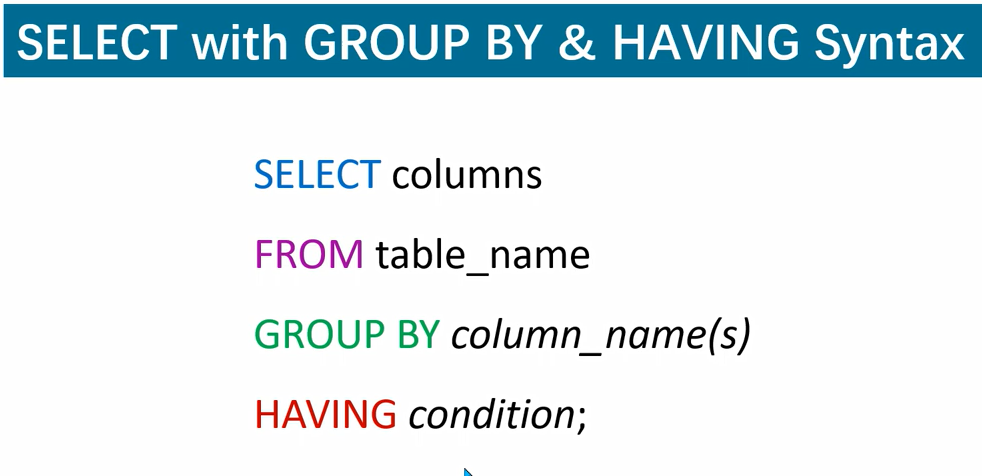 SELECT with GROUP BY & HAVING Syntax
SELECT columns
FROM table_name
GROUP BY column_name(s)
HAVING condition;